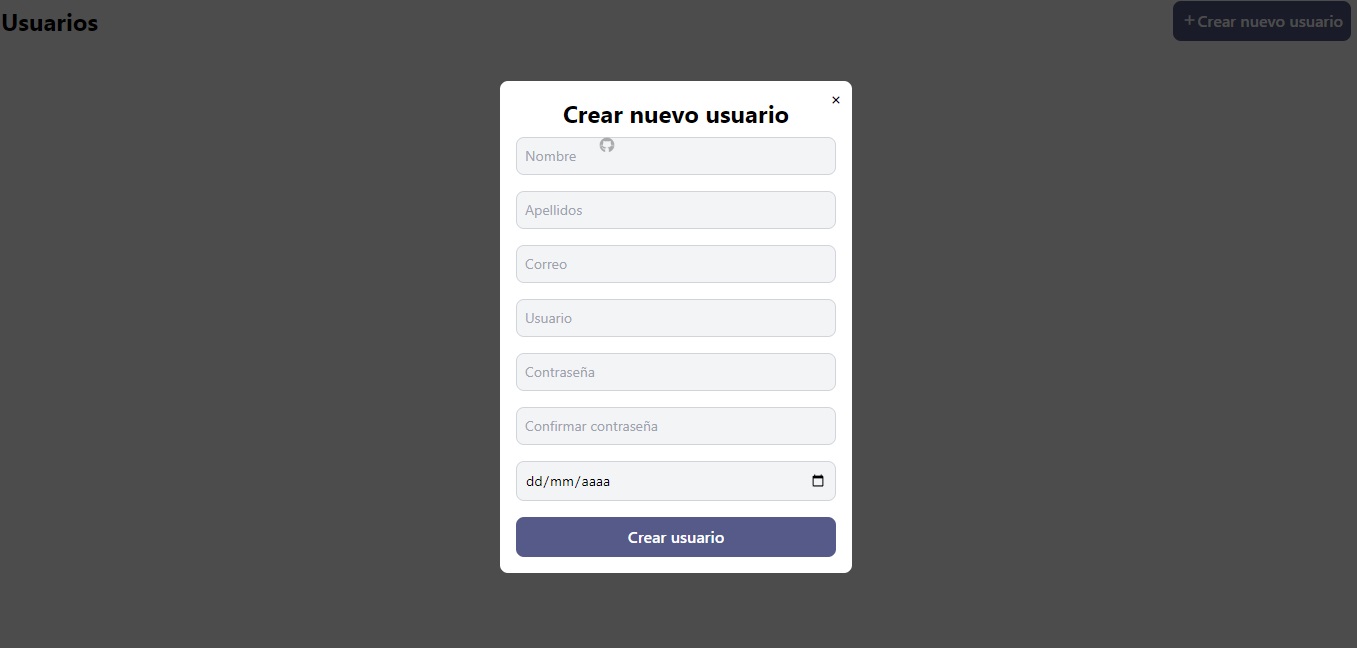 Usuarios
+Crear nuevo usuario
×
Crear nuevo usuario
Nombre
Apellidos
Correo
Usuario
Contraseña
Confirmar contraseña
dd/mm/aaaa
Crear usuario